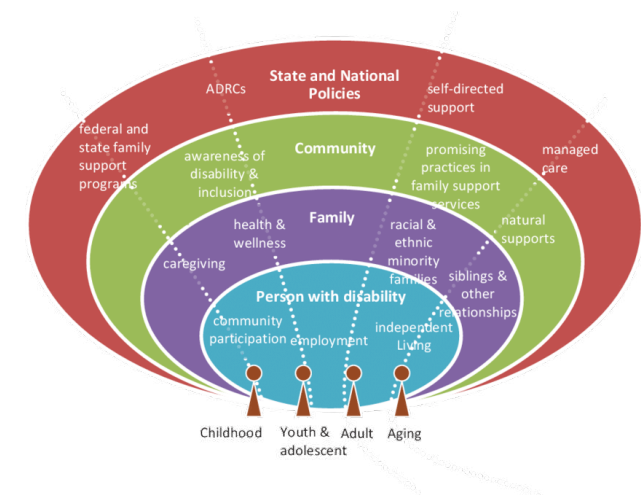 State and National
Policies
ADRCs
self-directed
support
federal and
state family
support
programs
managed
care
Community
awareness of
disability &
inclusion
promising
practices in
family support
services
natural
supports
Family
health &
wellness
racial &
ethnic
minority
families
caregiving
siblings &
other
relationships
Person with disability
community
participation
employment
independent
Living
Childhood
Youth &
adolescent
Adult
Aging